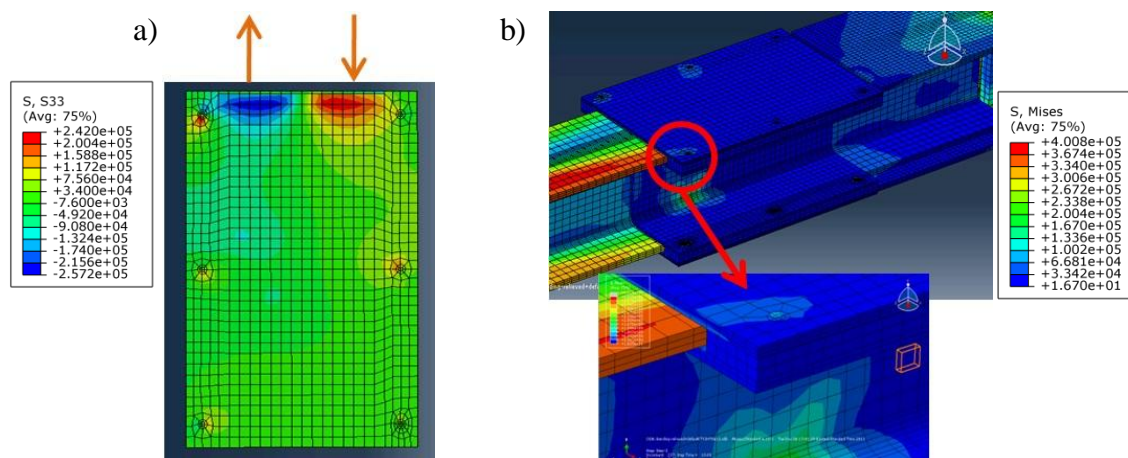 a)
S, S33
(Avg: 75%)
+2.420e+05
+2.004e+05
+1.588e+05
+1.172e+05
+7.560e+04
+3.400e+04
-7.600e+03
-4.920e+04
-9.080e+04
-1.324e+05
-1.740e+05
-2.156e+05
-2.572e+05
b)
S, Mises
(Avg: 75%)
+4.008e+05
+3.674e+05
+3.340e+05
+3.006e+05
+2.672e+05
+2.338e+05
+2.004e+05
+1.670e+05
+1.336e+05
+1.002e+05
+6.681e+04
+3.342e+04
+1.670e+01